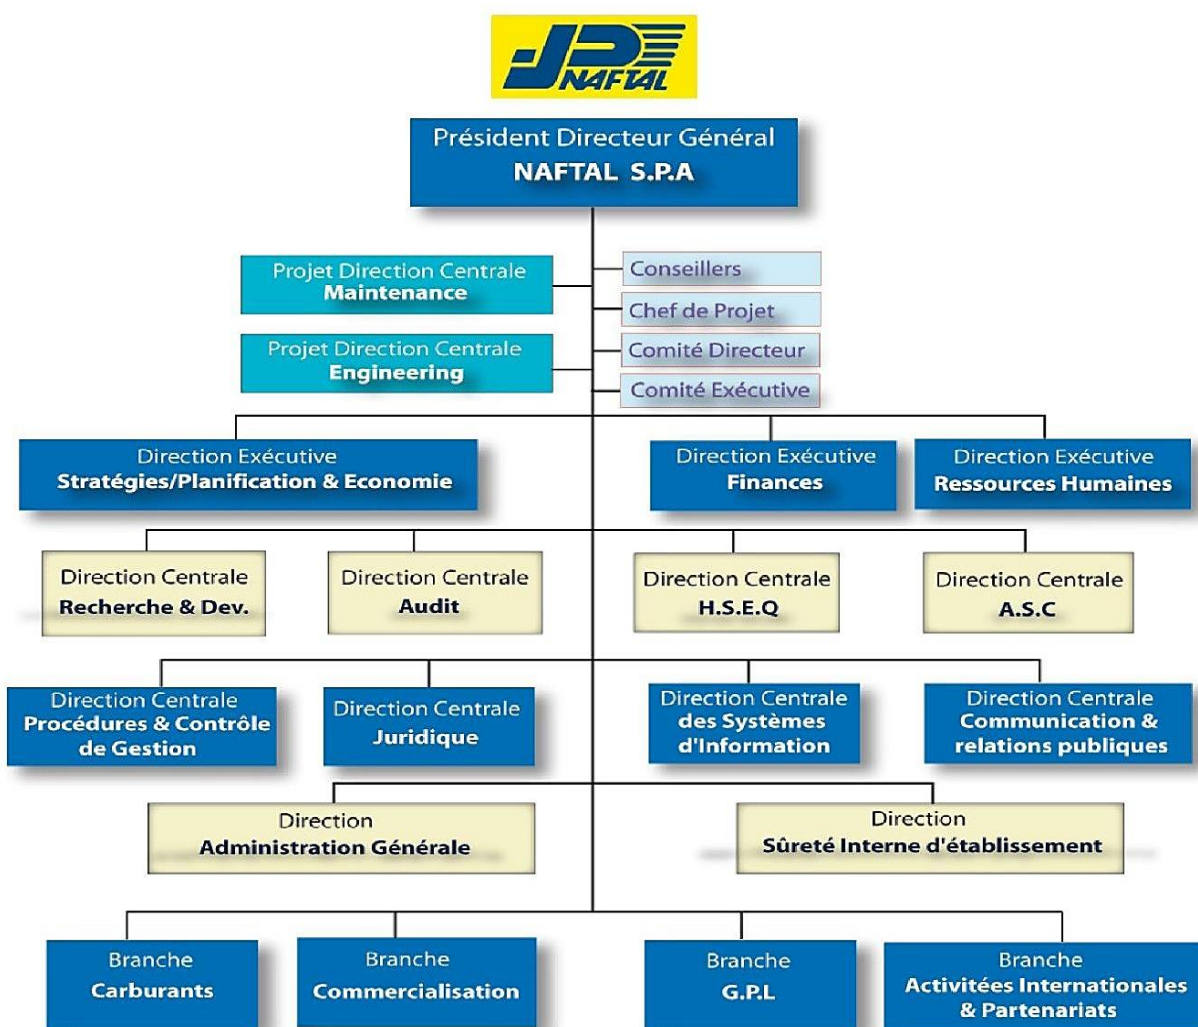 NAFTAL
Président Directeur Général
NAFTAL S.P.A
Projet Direction Centrale
Maintenance
Projet Direction Centrale
Engineering
Conseillers
Chef de Projet
Comité Directeur
Comité Exécutive
Direction Exécutive
Stratégies/Planification & Economie
Direction Exécutive
Finances
Direction Exécutive
Ressources Humaines
Direction Centrale
Recherche & Dev.
Direction Centrale
Audit
Direction Centrale
H.S.E.Q
Direction Centrale
A.S.C
Direction Centrale
Procédures & Contrôle
de Gestion
Direction Centrale
Juridique
Direction Centrale
des Systèmes
d'Information
Direction Centrale
Communication &
relations publiques
Direction
Administration Générale
Direction
Sûreté Interne d'établissement
Branche
Carburants
Branche
Commercialisation
Branche
G.P.L
Branche
Activitées Internationales
& Partenariats